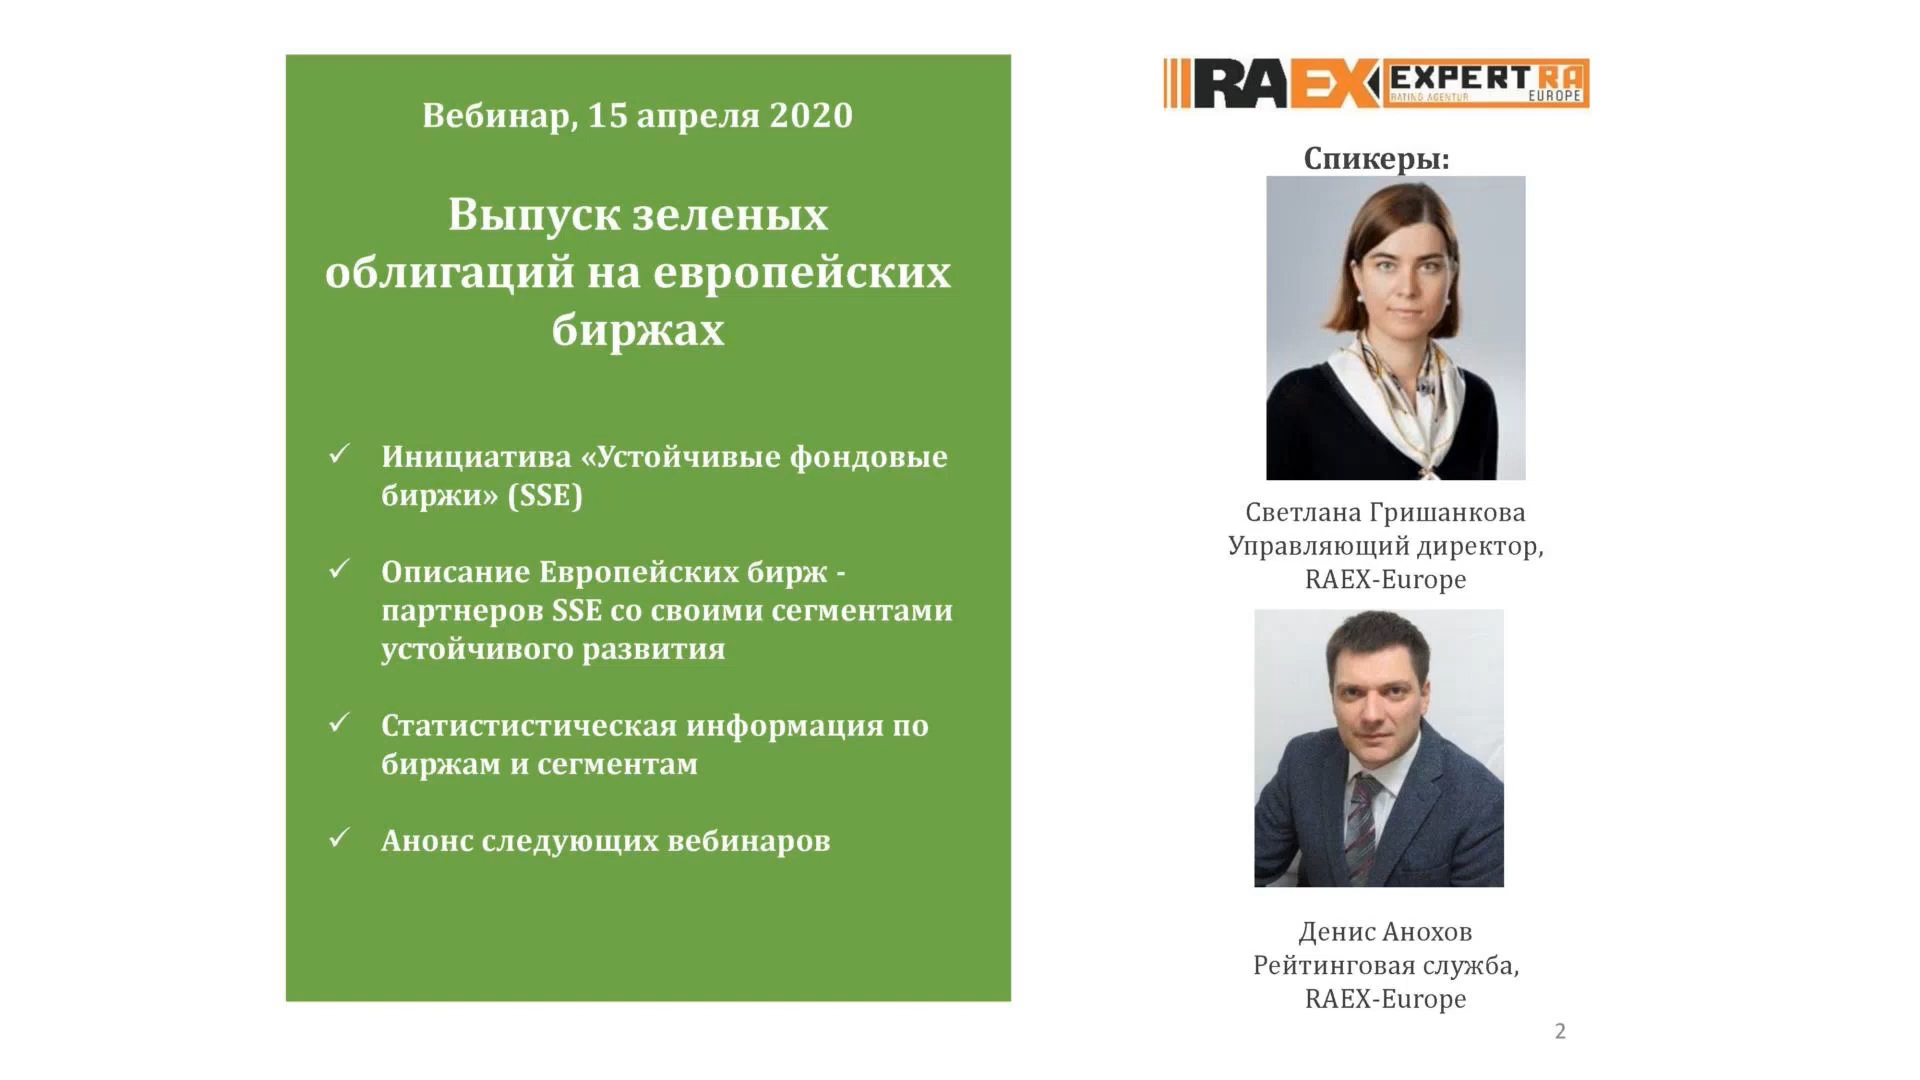 Вебинар, 15 апреля 2020
Выпуск зеленых
облигаций на европейских
биржах
✓ Инициатива «Устойчивые фондовые
биржи» (SSE)
✓ Описание Европейских бирж -
партнеров SSE со своими сегментами
устойчивого развития
✓ Статистистическая информация по
биржам и сегментам
✓ Анонс следующих вебинаров
RAEX EXPERT RA
RATING AGENTUR EUROPE
Спикеры:
Светлана Гришанкова
Управляющий директор,
RAEX-Europe
Денис Анохов
Рейтинговая служба,
RAEX-Europe
2